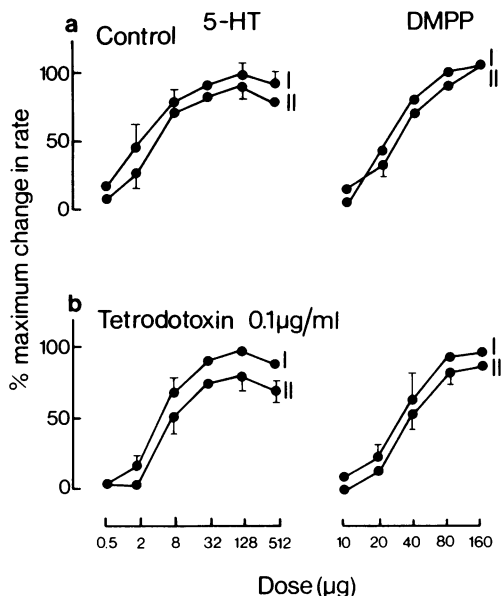 5-HT
DMPP
a
Control
I
II
I
II
100
50
0
% maximum change in rate
b
Tetrodotoxin 0.1µg/ml
I
II
I
II
100
50
0
0.5 2 8 32 128 512
10 20 40 80 160
Dose (µg)